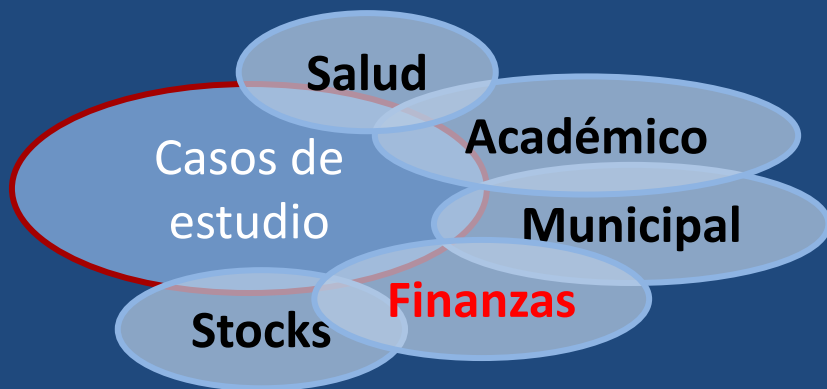 Salud
Académico
Casos de
estudio
Municipal
Finanzas
Stocks